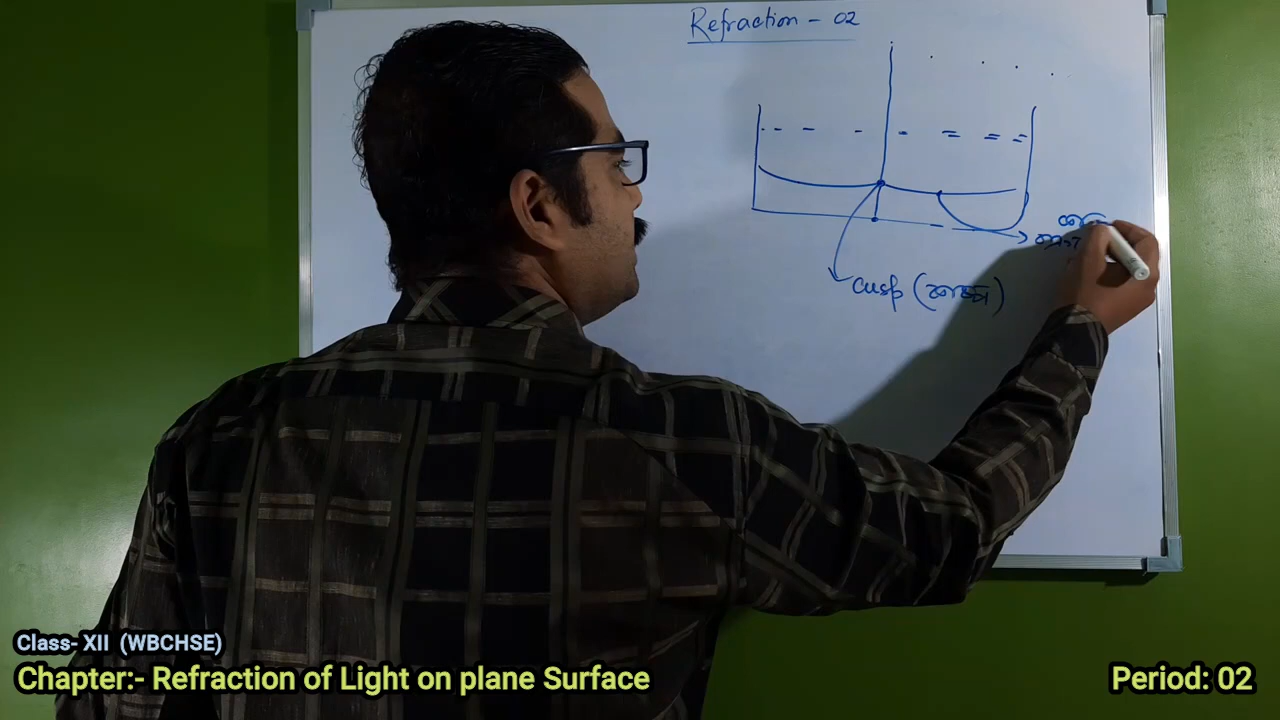 Refraction - 02
cusp
Class- XII (WBCHSE)
Chapter:- Refraction of Light on plane Surface
Period: 02